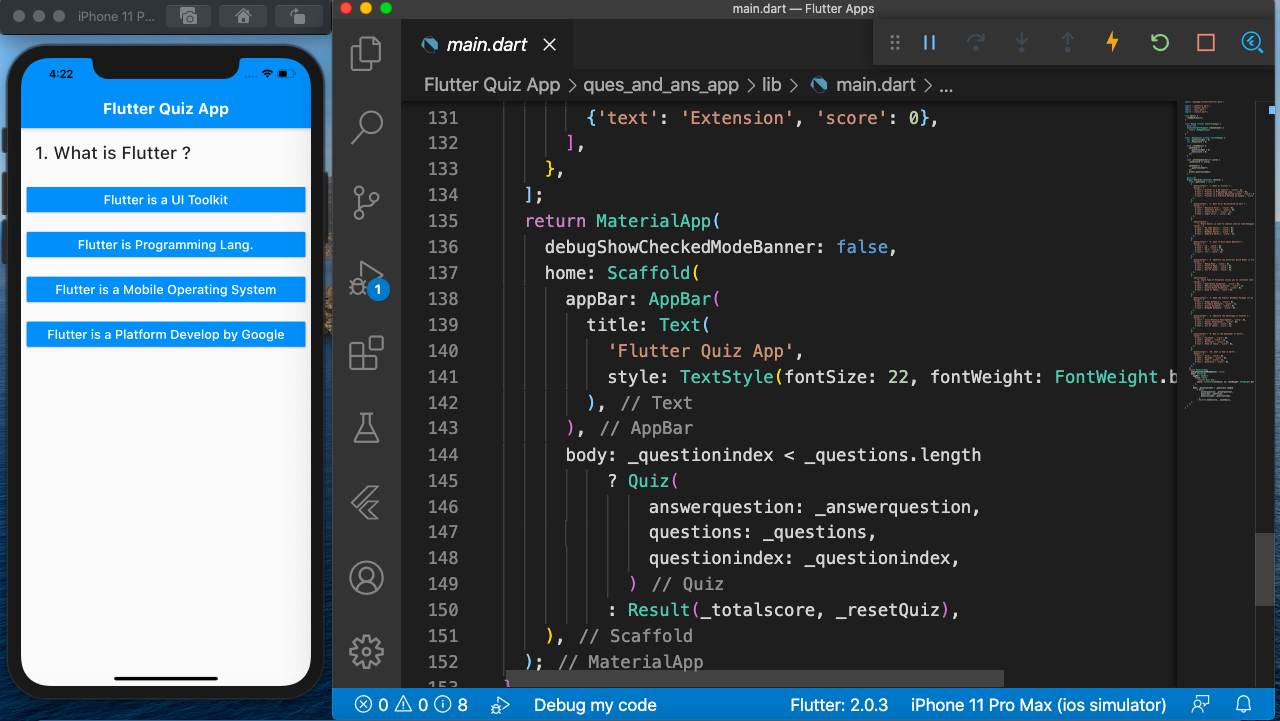 iPhone 11 P...
4:22
Flutter Quiz App
1. What is Flutter ?
Flutter is a UI Toolkit
Flutter is Programming Lang.
Flutter is a Mobile Operating System
Flutter is a Platform Develop by Google
main.dart — Flutter Apps
main.dart
Flutter Quiz App > ques_and_ans_app > lib > main.dart > ...
131 {'text': 'Extension', 'score': 0},
132 ],
133 },
134 ];
135 return MaterialApp(
136 debugShowCheckedModeBanner: false,
137 home: Scaffold(
138 appBar: AppBar(
139 title: Text(
140 'Flutter Quiz App',
141 style: TextStyle(fontSize: 22, fontWeight: FontWeight.b
142 ), // Text
143 ), // AppBar
144 body: _questionindex < _questions.length
145 ? Quiz(
146 answerquestion: _answerquestion,
147 questions: _questions,
148 questionindex: _questionindex,
149 ) // Quiz
150 : Result(_totalscore, _resetQuiz),
151 ), // Scaffold
152 ); // MaterialApp
153 }
1
0 0 8 Debug my code Flutter: 2.0.3 iPhone 11 Pro Max (ios simulator)